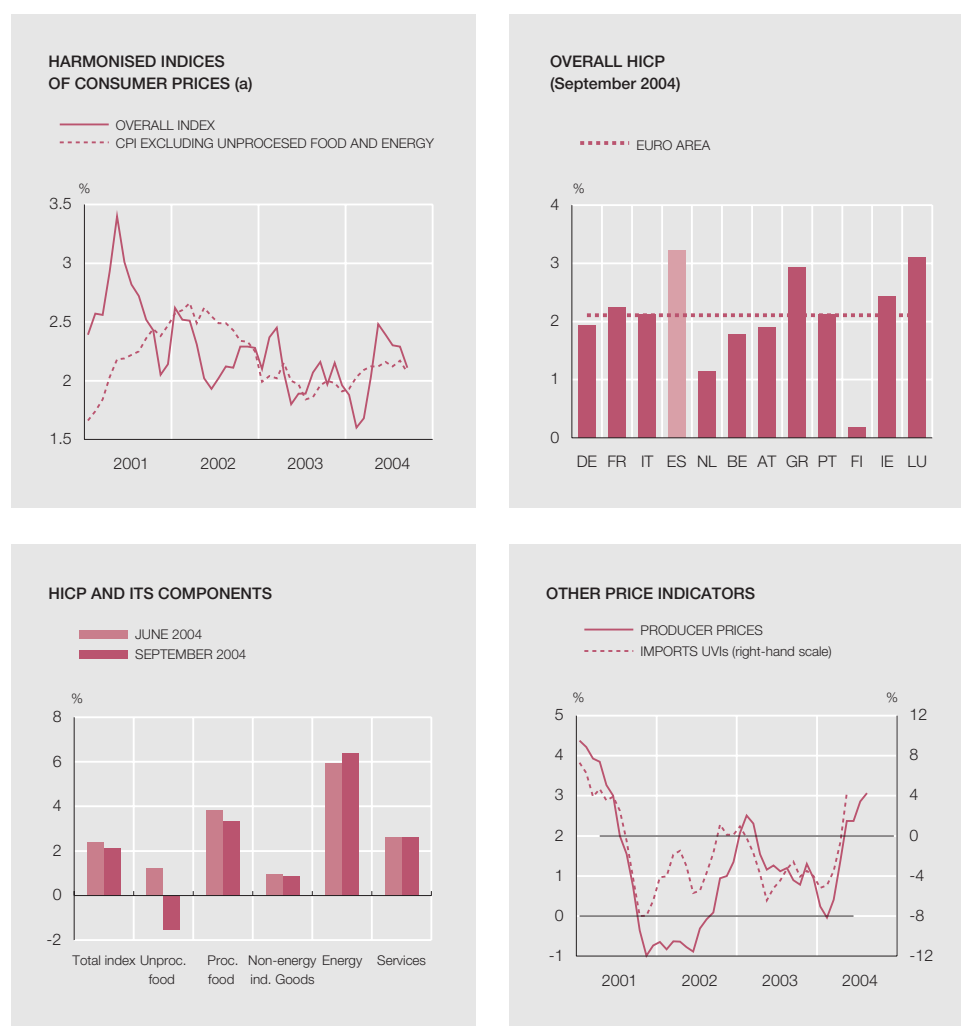 HARMONISED INDICES
OF CONSUMER PRICES (a)
OVERALL INDEX
CPI EXCLUDING UNPROCESED FOOD AND ENERGY
%
3.5
3
2.5
2
1.5
2001 2002 2003 2004
OVERALL HICP
(September 2004)
EURO AREA
%
4
3
2
1
0
DE FR IT ES NL BE AT GR PT FI IE LU
HICP AND ITS COMPONENTS
JUNE 2004
SEPTEMBER 2004
%
8
6
4
2
0
-2
Total index Unproc. Proc. Non-energy Energy Services
food food ind. Goods
OTHER PRICE INDICATORS
PRODUCER PRICES
IMPORTS UVIs (right-hand scale)
% %
5 12
4 8
3 4
2 0
1 -4
0 -8
-1 -12
2001 2002 2003 2004